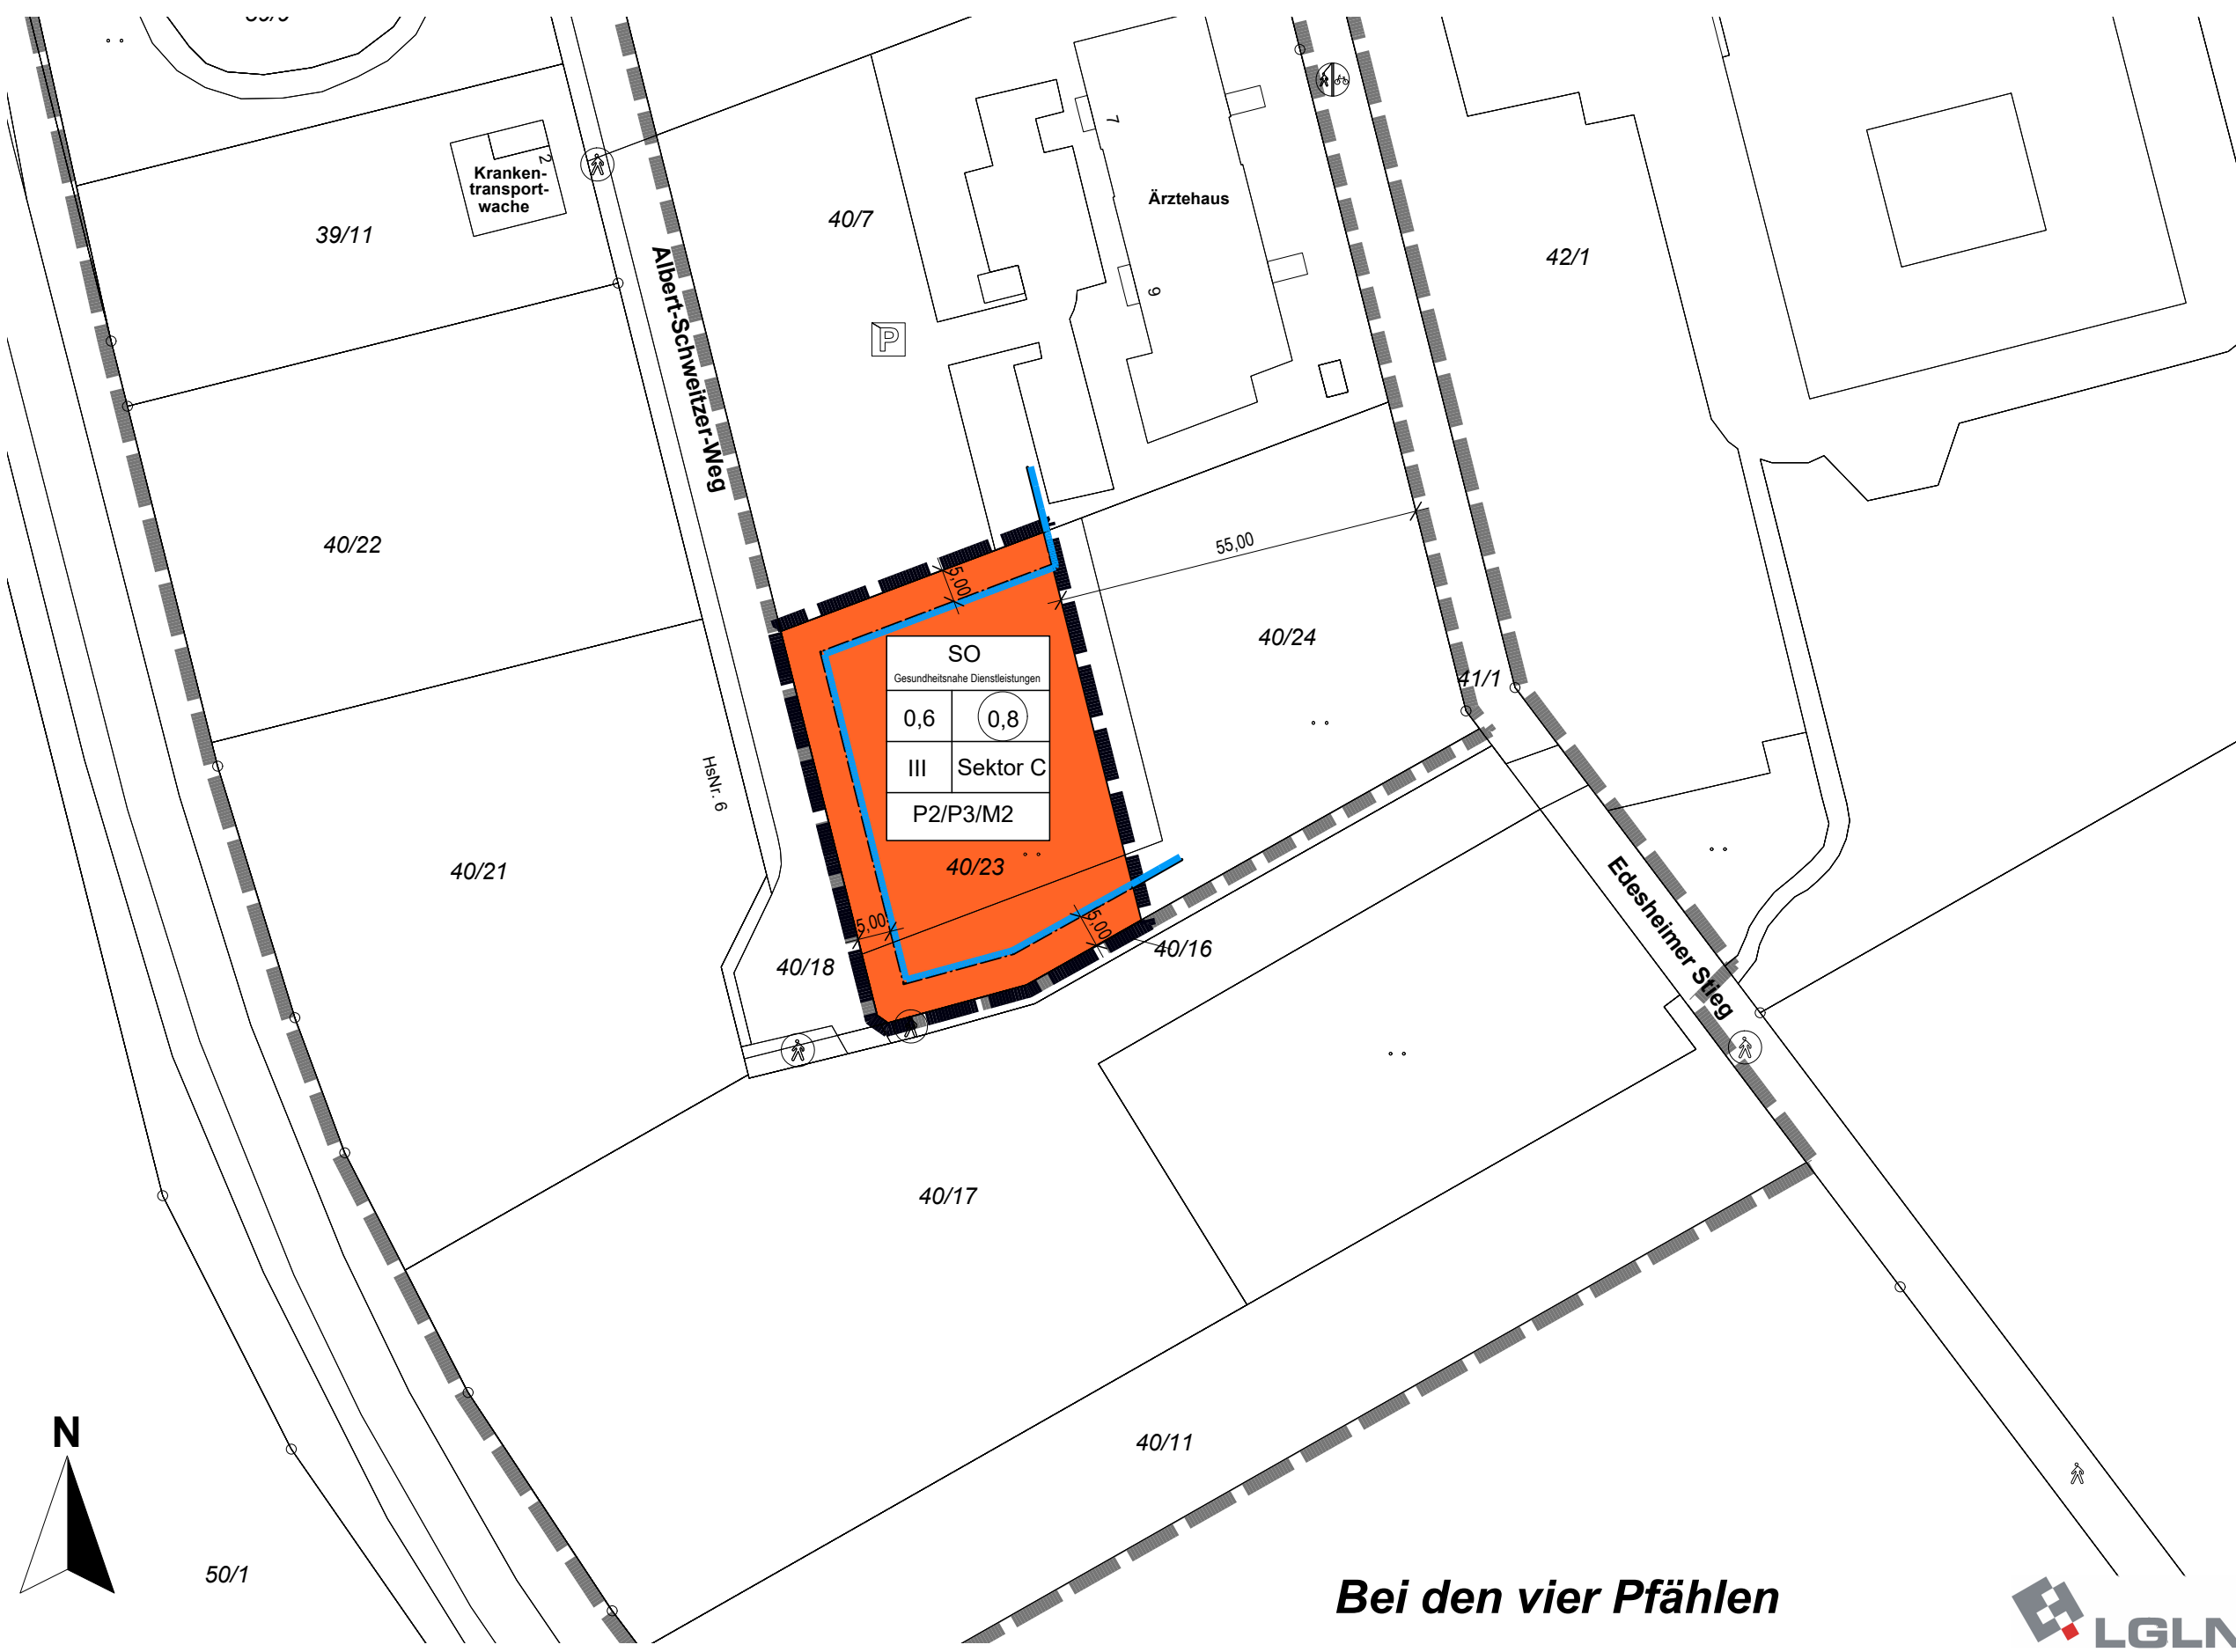 Kranken-
transport-
wache
2
39/11
40/7
7
Ärztehaus
9
42/1
P
Albert-Schweitzer-Weg
40/22
55,00
5,00
40/24
41/1
SO
Gesundheitsnahe Dienstleistungen
0,6 0,8
III Sektor C
P2/P3/M2
HsNr. 6
40/21
40/23
5,00
5,00
40/18
40/16
Edesheimer Stieg
40/17
40/11
N
50/1
Bei den vier Pfählen
LGLN